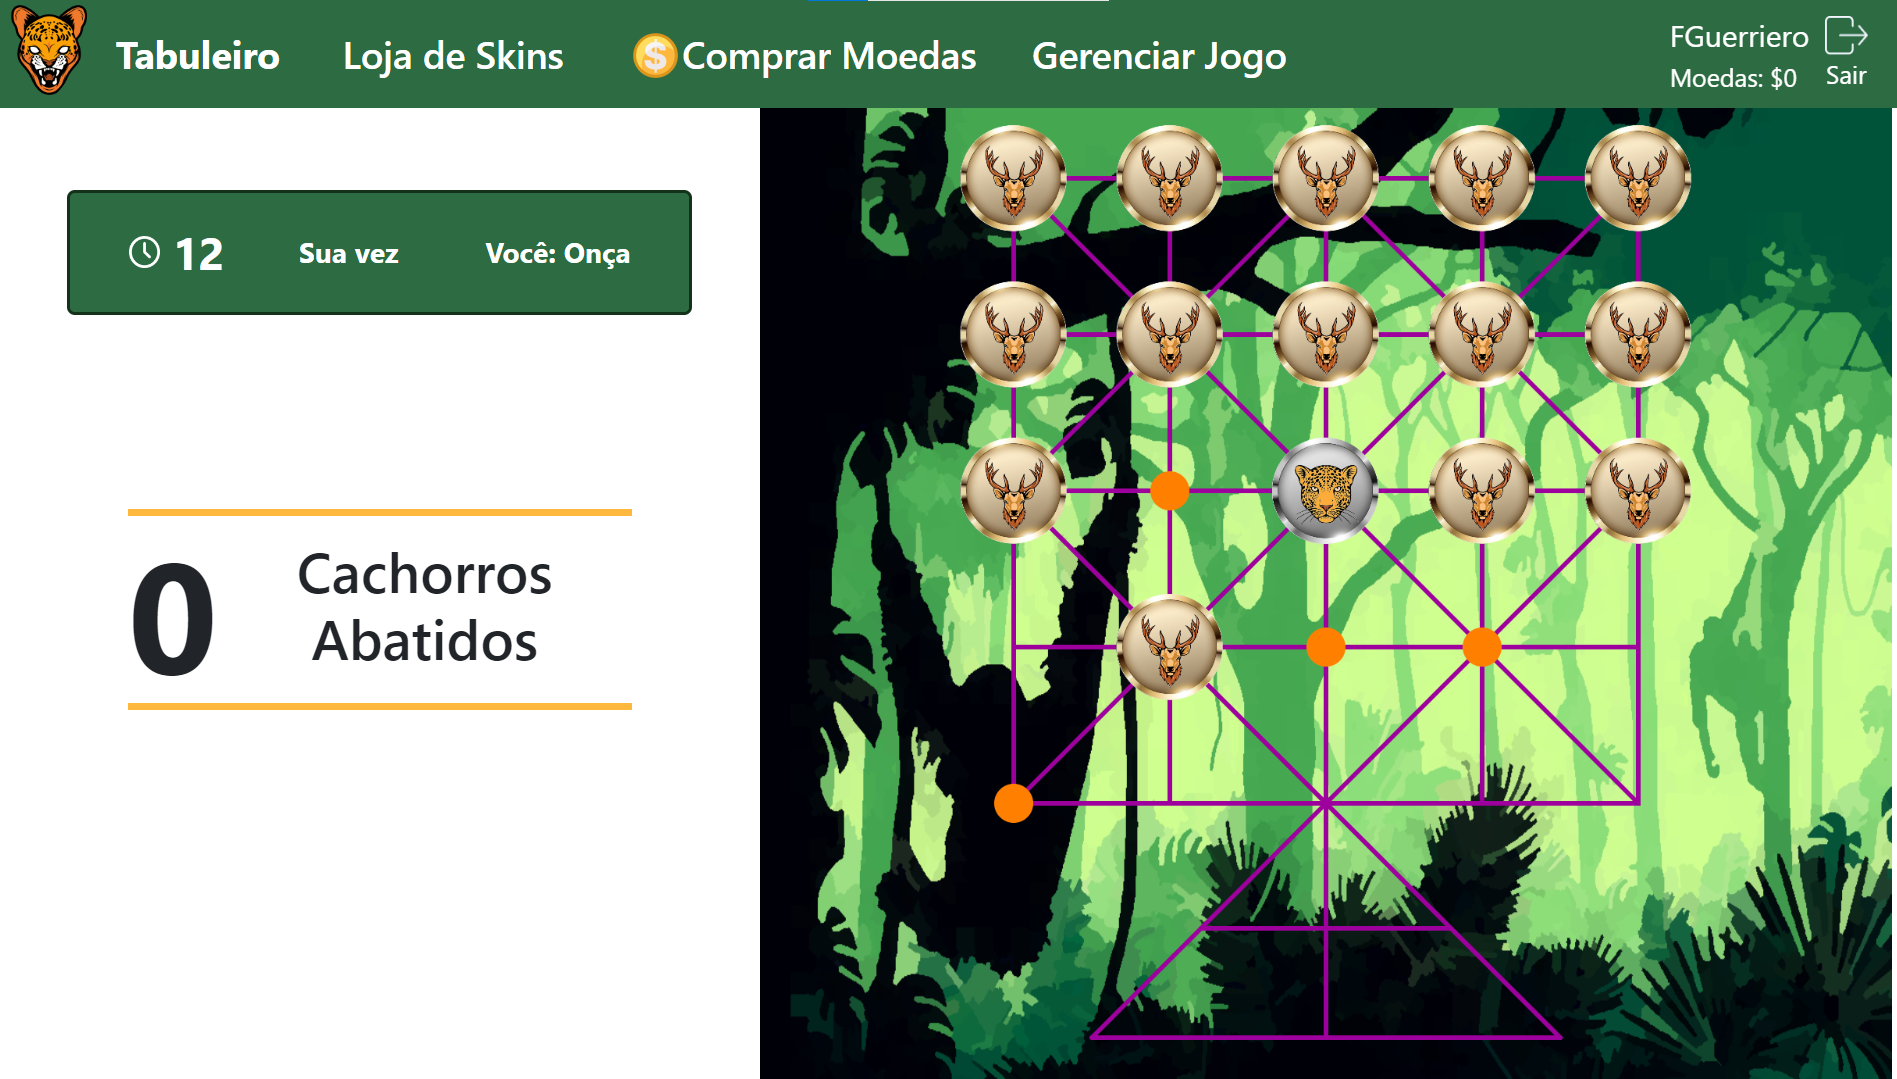 Tabuleiro
Loja de Skins
$ Comprar Moedas
Gerenciar Jogo
FGuerriero
Moedas: $0
Sair
12
Sua vez
Você: Onça
0
Cachorros
Abatidos